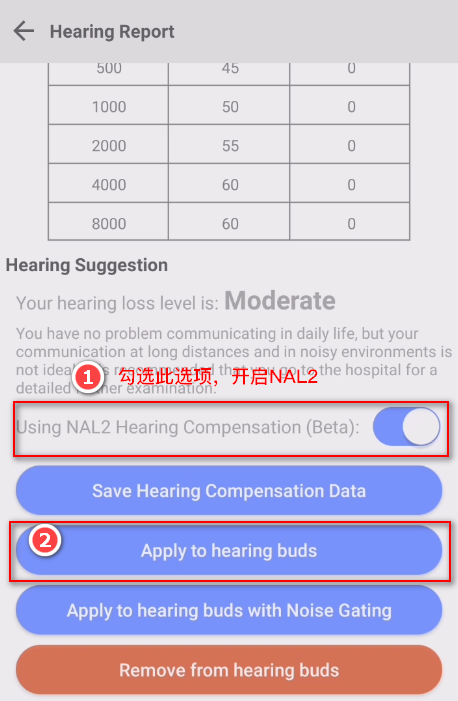 Hearing Report
500 45 0
1000 50 0
2000 55 0
4000 60 0
8000 60 0
Hearing Suggestion
Your hearing loss level is: Moderate
You have no problem communicating in daily life, but your
communication at long distances and in noisy environments is
not idea recommended that you go to the hospital for a
1 勾选此选项，开启NAL2
detailed examination.
Using NAL2 Hearing Compensation (Beta):
Save Hearing Compensation Data
2
Apply to hearing buds
Apply to hearing buds with Noise Gating
Remove from hearing buds